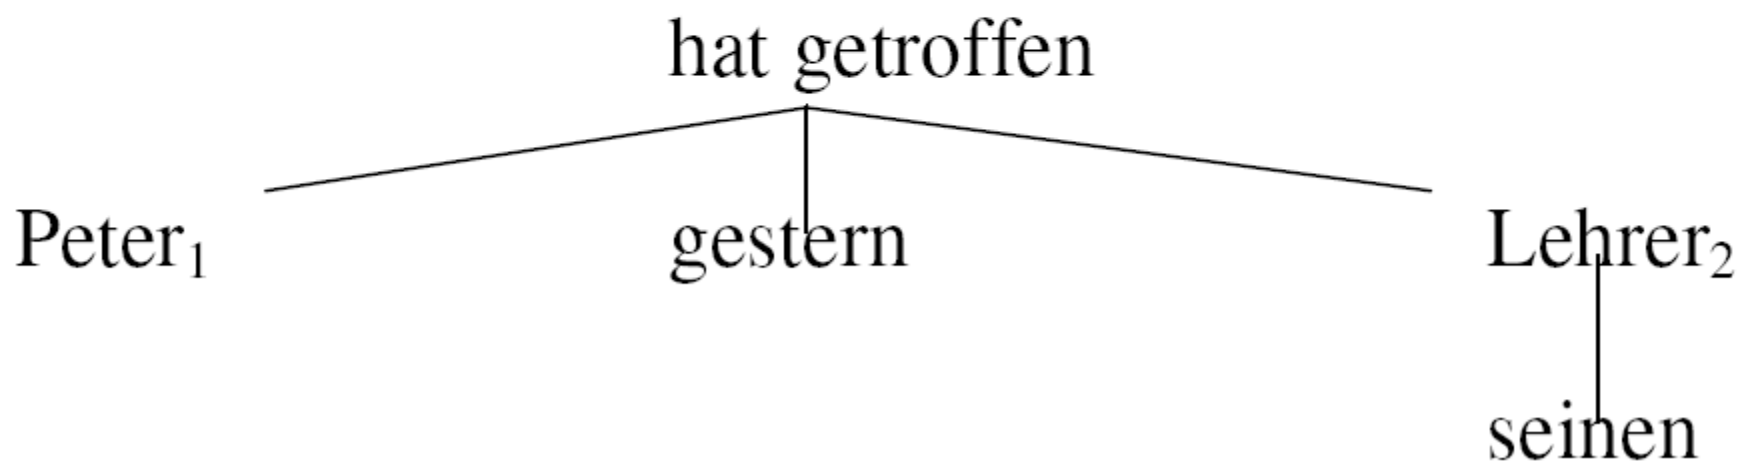 hat getroffen
Peter₁ gestern Lehrer₂
seinen